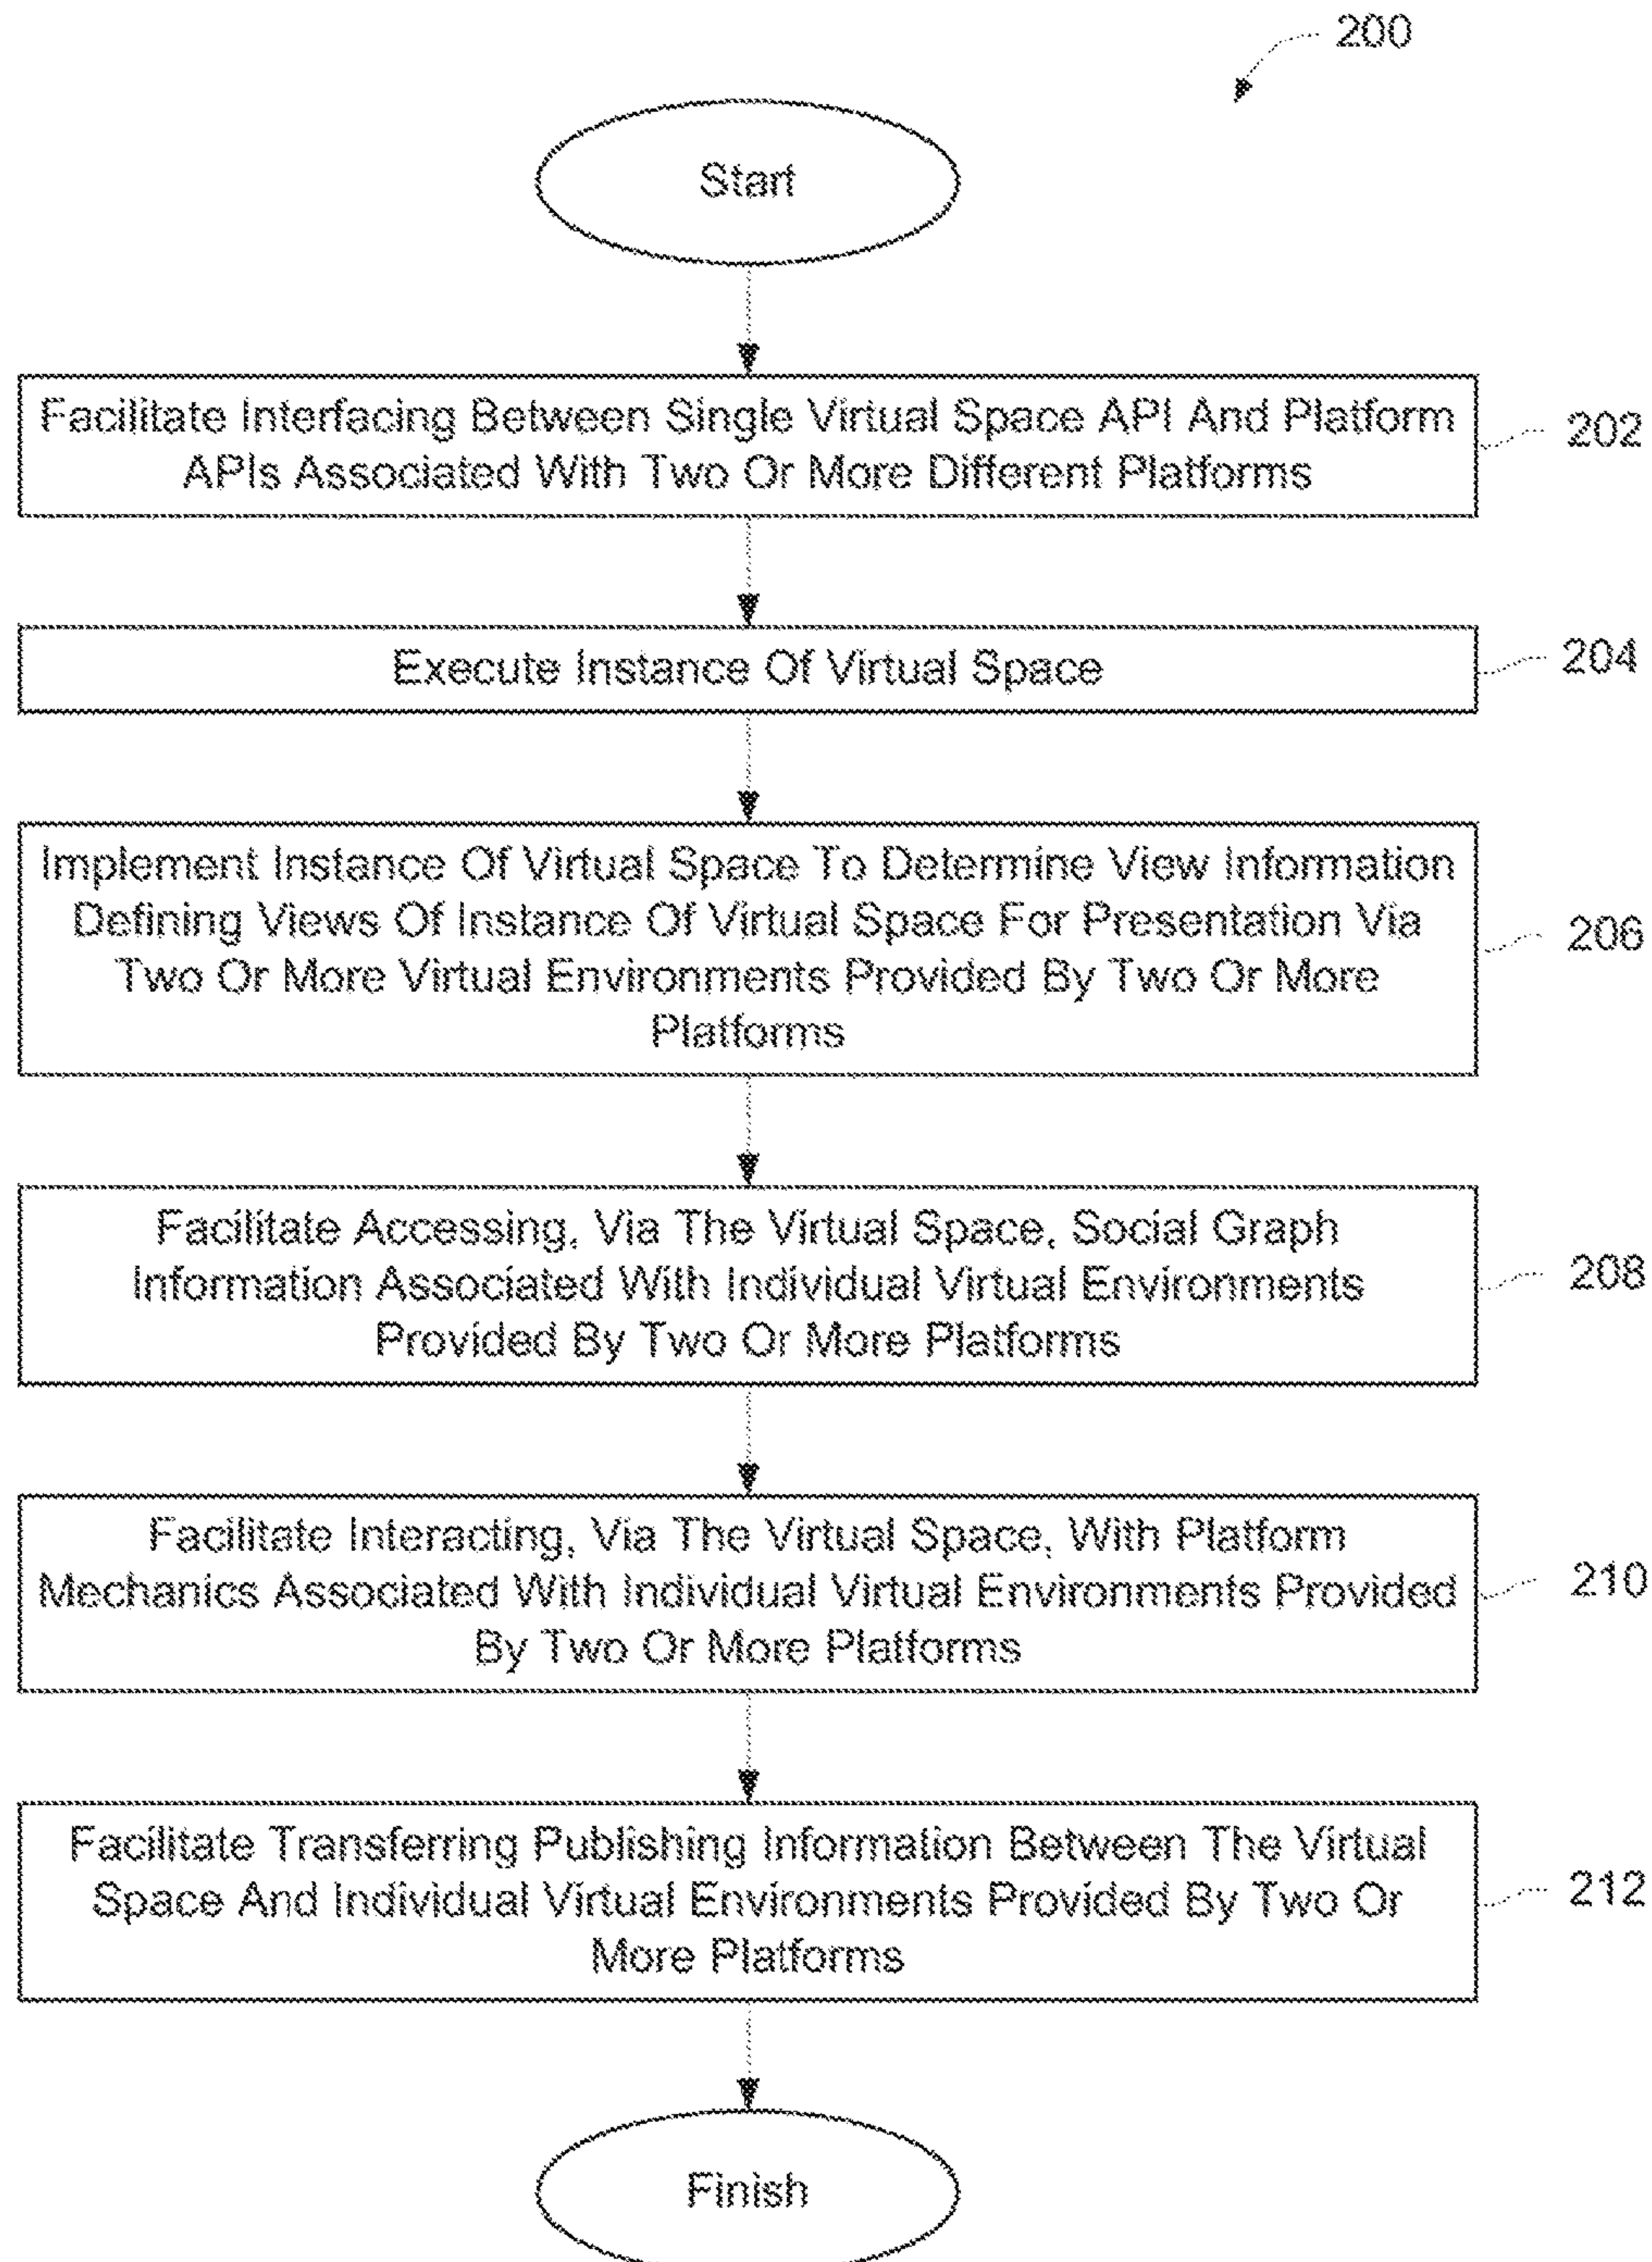 200
Start
Facilitate Interfacing Between Single Virtual Space API And Platform
APIs Associated With Two Or More Different Platforms
202
Execute Instance Of Virtual Space
204
Implement Instance Of Virtual Space To Determine View Information
Defining Views Of Instance Of Virtual Space For Presentation Via
Two Or More Virtual Environments Provided By Two Or More
Platforms
206
Facilitate Accessing, Via The Virtual Space, Social Graph
Information Associated With Individual Virtual Environments
Provided By Two Or More Platforms
208
Facilitate Interacting, Via The Virtual Space, With Platform
Mechanics Associated With Individual Virtual Environments Provided
By Two Or More Platforms
210
Facilitate Transferring Publishing Information Between The Virtual
Space And Individual Virtual Environments Provided By Two Or
More Platforms
212
Finish